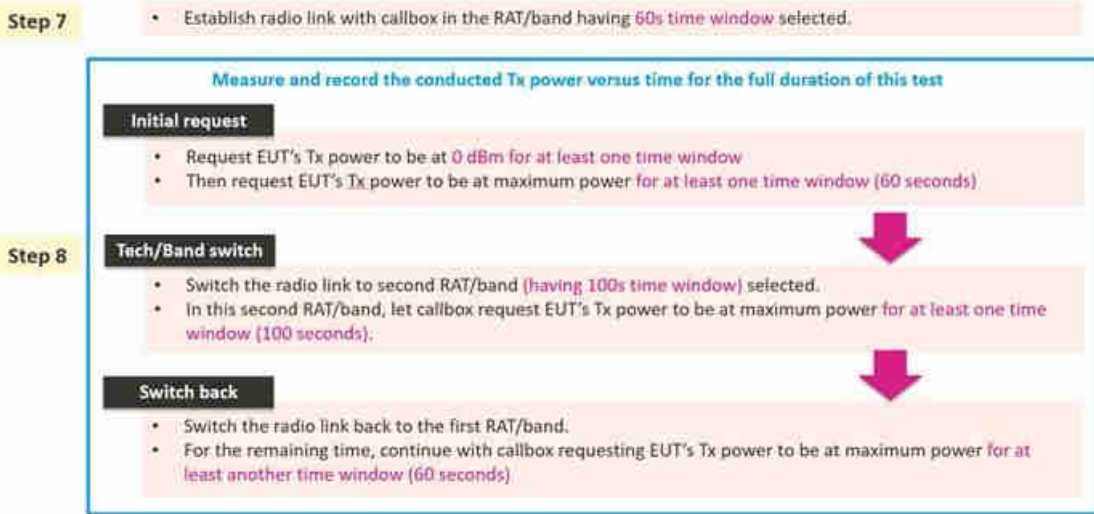 Step 7
• Establish radio link with callbox in the RAT/band having 60s time window selected.
Measure and record the conducted Tx power versus time for the full duration of this test
Initial request
• Request EUT's Tx power to be at 0 dBm for at least one time window
• Then request EUT's Tx power to be at maximum power for at least one time window (60 seconds)
Step 8
Tech/Band switch
• Switch the radio link to second RAT/band (having 100s time window) selected.
• In this second RAT/band, let callbox request EUT's Tx power to be at maximum power for at least one time
window (100 seconds).
Switch back
• Switch the radio link back to the first RAT/band.
• For the remaining time, continue with callbox requesting EUT's Tx power to be at maximum power for at
least another time window (60 seconds)